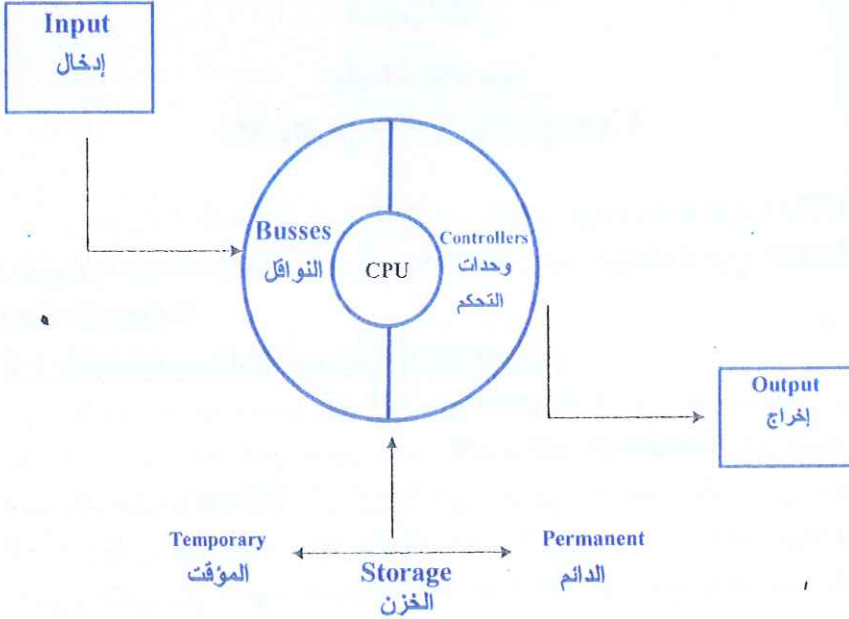 Input
إدخال
Busses
النواقل
CPU
Controllers
وحدات
التحكم
Output
إخراج
Temporary
المؤقت
Storage
الخزن
Permanent
الدائم